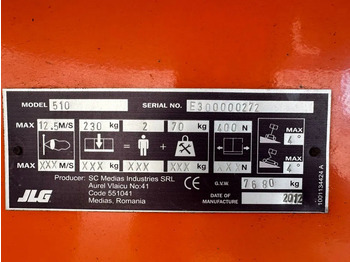 MODEL 510 SERIAL NO. E300000272
MAX 12.5 M/S 230 kg = 2 + 70 kg 400 N MAX 4°
MAX XXX M/S XXX kg = XXX + XXX kg XXX N MAX 4°
JLG
Producer: SC Medias Industries SRL
Aurel Vlaicu No:41
Code 551041
Medias, Romania
CE
G.V.W. 7680 kg
DATE OF MANUFACTURE 2012
1001134424 A